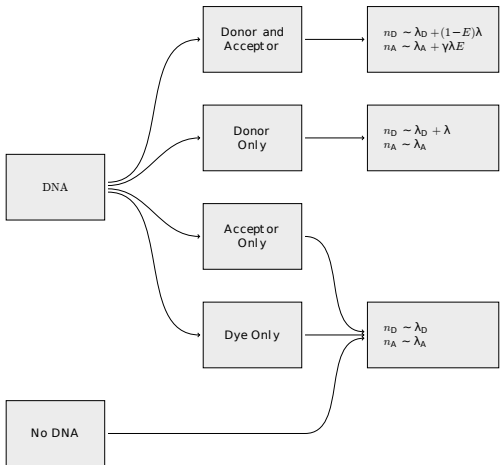 Donor and
Acceptor
n_D ~ λ_D + (1−E)λ
n_A ~ λ_A + γλE
Donor
Only
n_D ~ λ_D + λ
n_A ~ λ_A
DNA
Acceptor
Only
Dye Only
n_D ~ λ_D
n_A ~ λ_A
No DNA